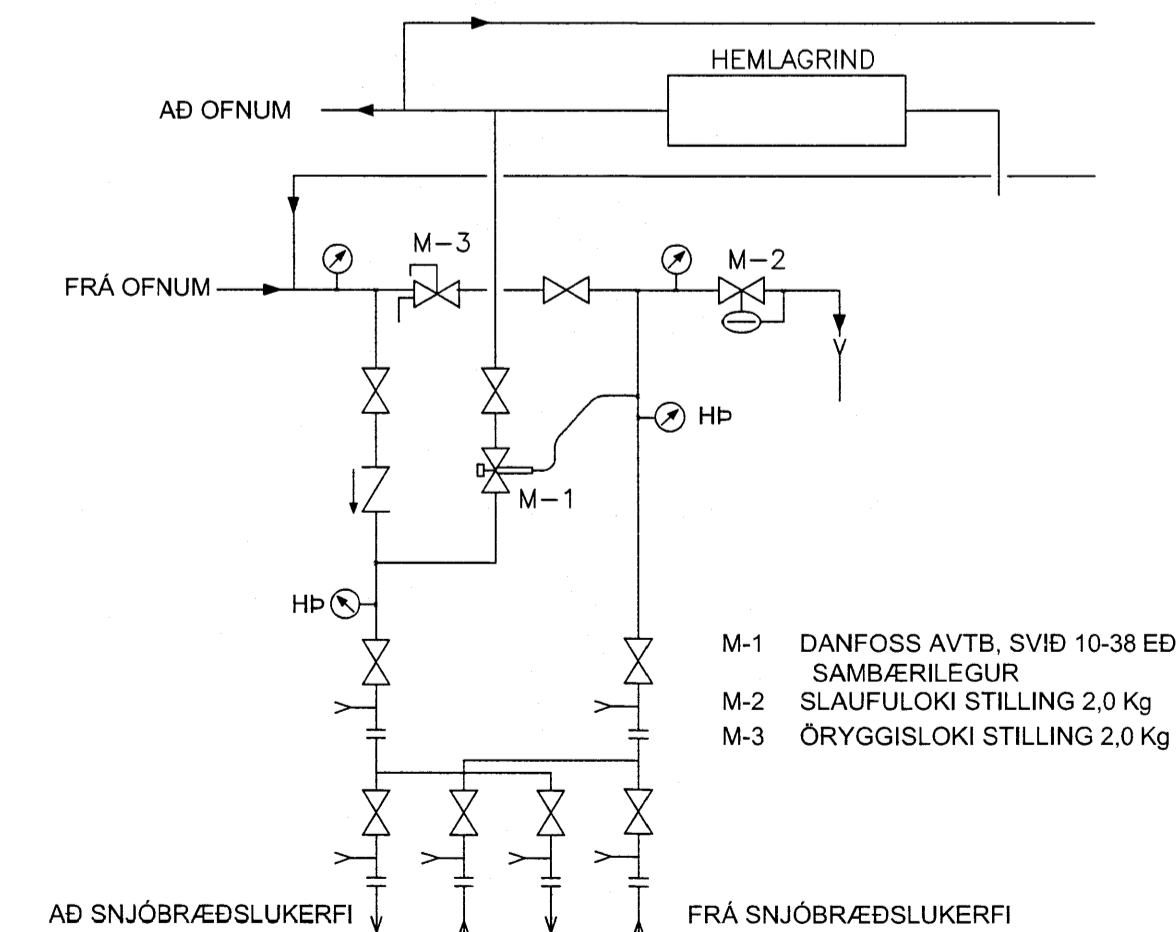 HEMLAGRIND
AÐ OFNUM
M-3
M-2
FRÁ OFNUM
HÞ
M-1
HÞ
M-1 DANFOSS AVTB, SVIÐ 10-38 EÐ
SAMBÆRILEGUR
M-2 SLAUFULOKI STILLING 2,0 Kg
M-3 ÖRYGGISLOKI STILLING 2,0 Kg
AÐ SNJÓBRÆÐSLUKERFI
FRÁ SNJÓBRÆÐSLUKERFI